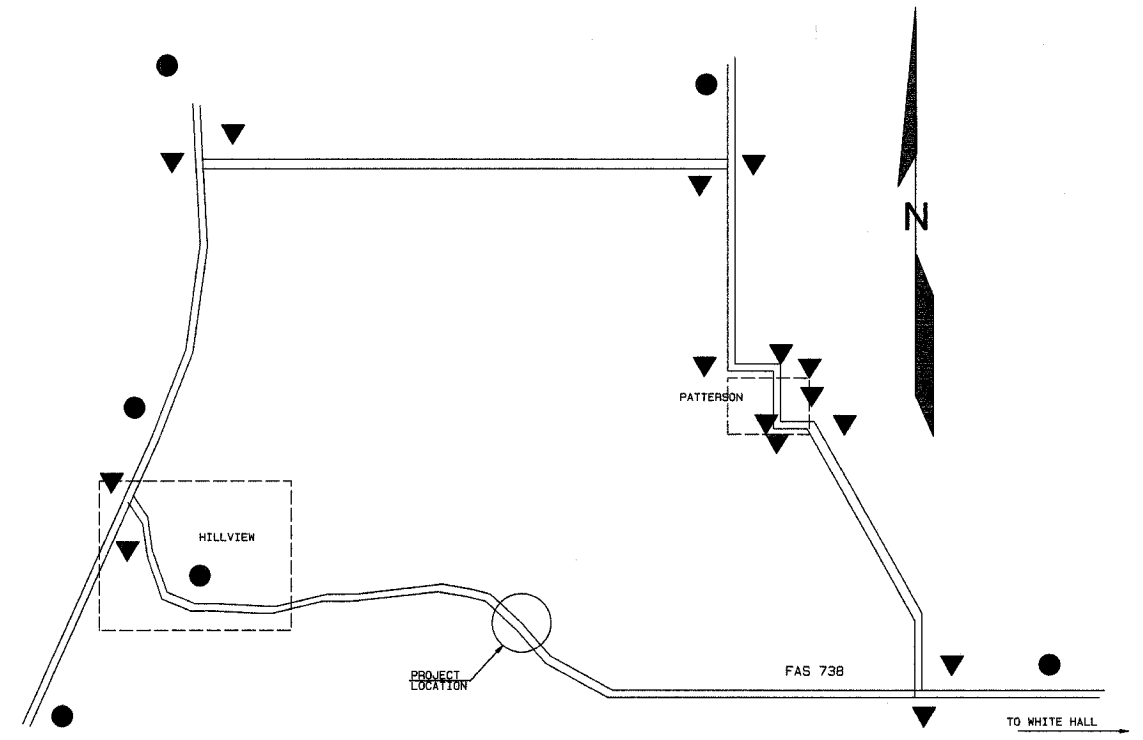 N
PATTERSON
HILLVIEW
PROJECT
LOCATION
FAS 738
TO WHITE HALL